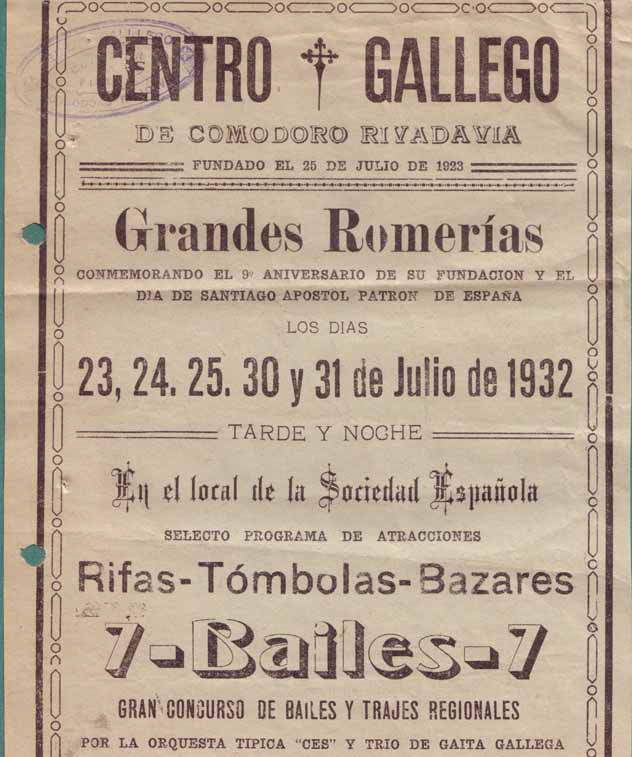 CENTRO GALLEGO
DE COMODORO RIVADAVIA
FUNDADO EL 25 DE JULIO DE 1923
Grandes Romerías
CONMEMORANDO EL 9º ANIVERSARIO DE SU FUNDACION Y EL
DIA DE SANTIAGO APOSTOL PATRON DE ESPAÑA
LOS DIAS
23, 24. 25. 30 y 31 de Julio de 1932
TARDE Y NOCHE
En el local de la Sociedad Española
SELECTO PROGRAMA DE ATRACCIONES
Rifas-Tómbolas-Bazares
7-Bailes-7
GRAN CONCURSO DE BAILES Y TRAJES REGIONALES
POR LA ORQUESTA TIPICA "CES" Y TRIO DE GAITA GALLEGA